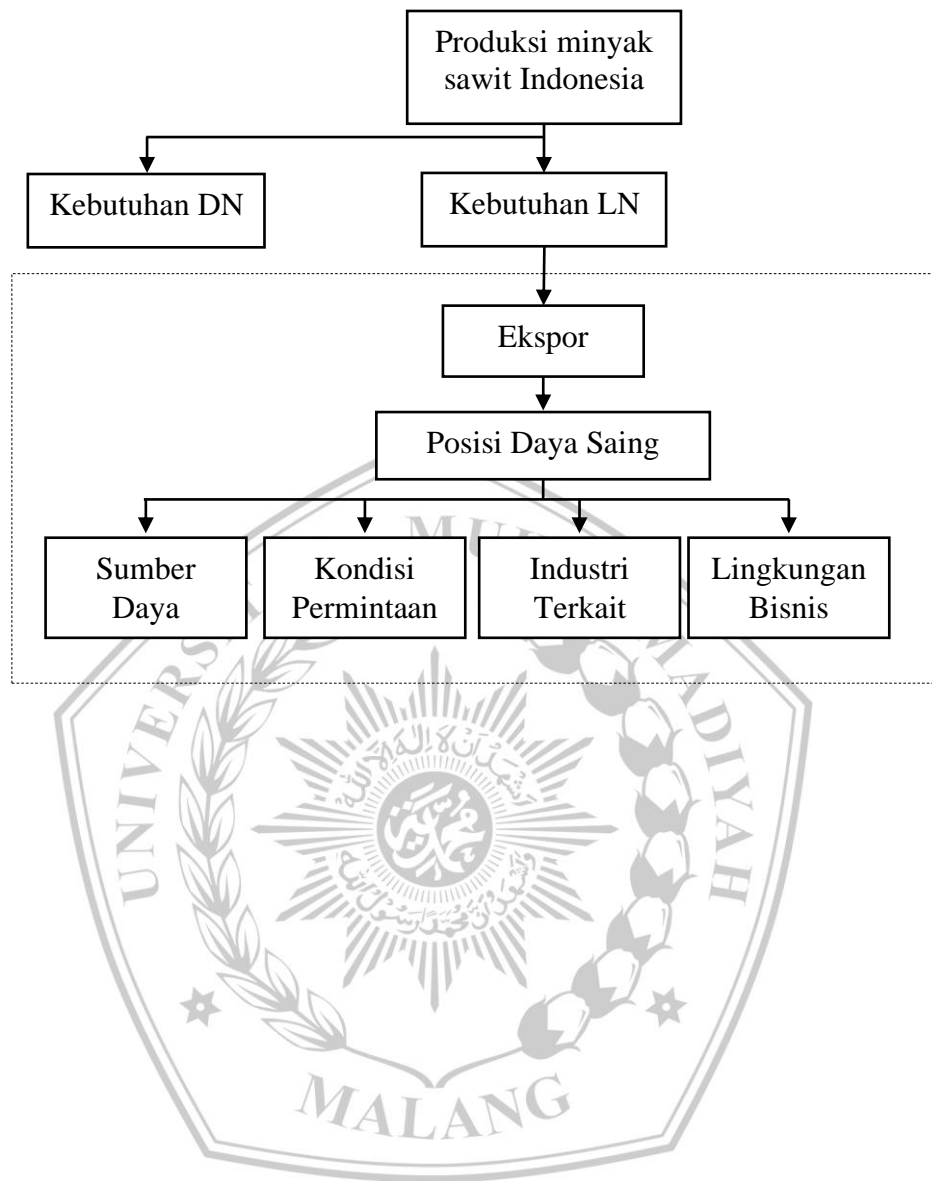 Produksi minyak
sawit Indonesia
Kebutuhan DN
Kebutuhan LN
Ekspor
Posisi Daya Saing
Sumber
Daya
Kondisi
Permintaan
Industri
Terkait
Lingkungan
Bisnis
MALANG